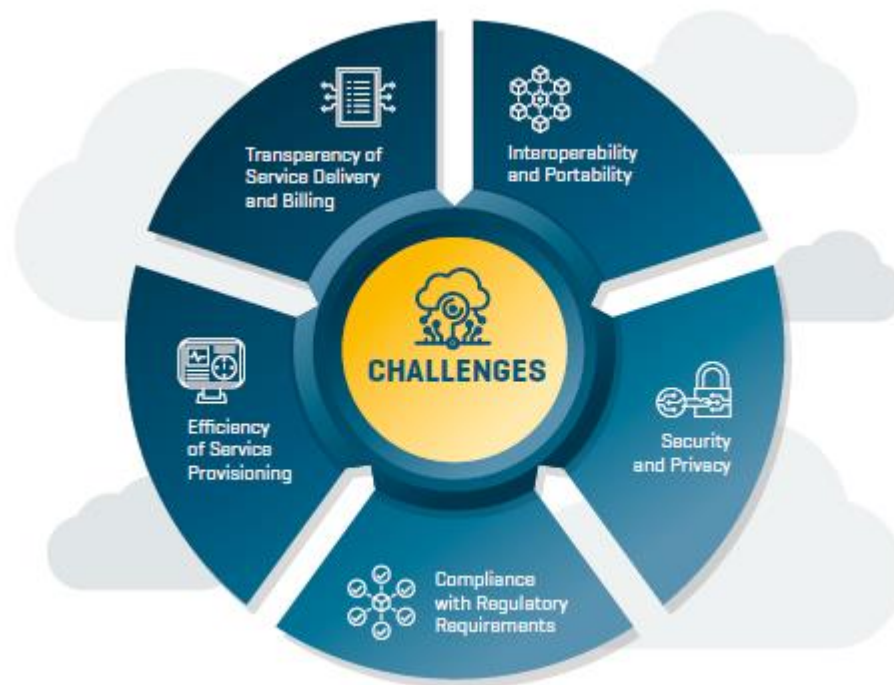 Transparency of
Service Delivery
and Billing
Interoperability
and Portability
CHALLENGES
Efficiency
of Service
Provisioning
Security
and Privacy
Compliance
with Regulatory
Requirements